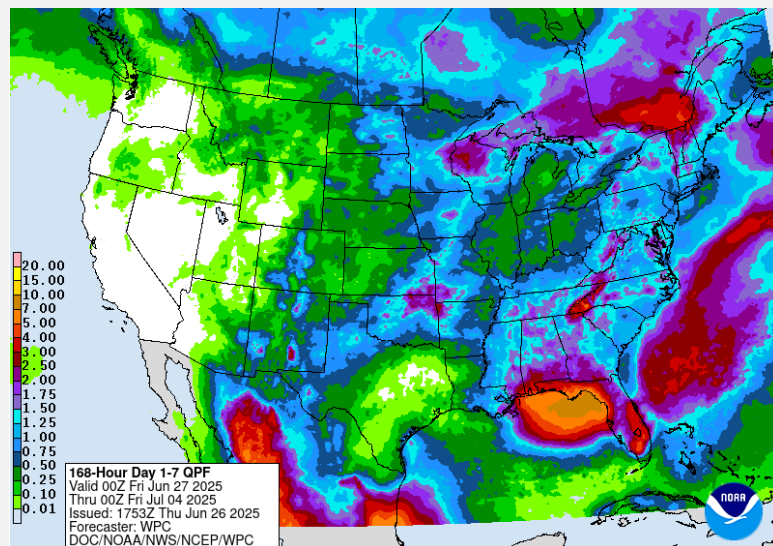 20.00
15.00
10.00
7.00
5.00
4.00
3.00
2.50
2.00
1.75
1.50
1.25
1.00
0.75
0.50
0.25
0.10
0.01
168-Hour Day 1-7 QPF
Valid 00Z Fri Jun 27 2025
Thru 00Z Fri Jul 04 2025
Issued: 1753Z Thu Jun 26 2025
Forecaster: WPC
DOC/NOAA/NWS/NCEP/WPC
NOAA